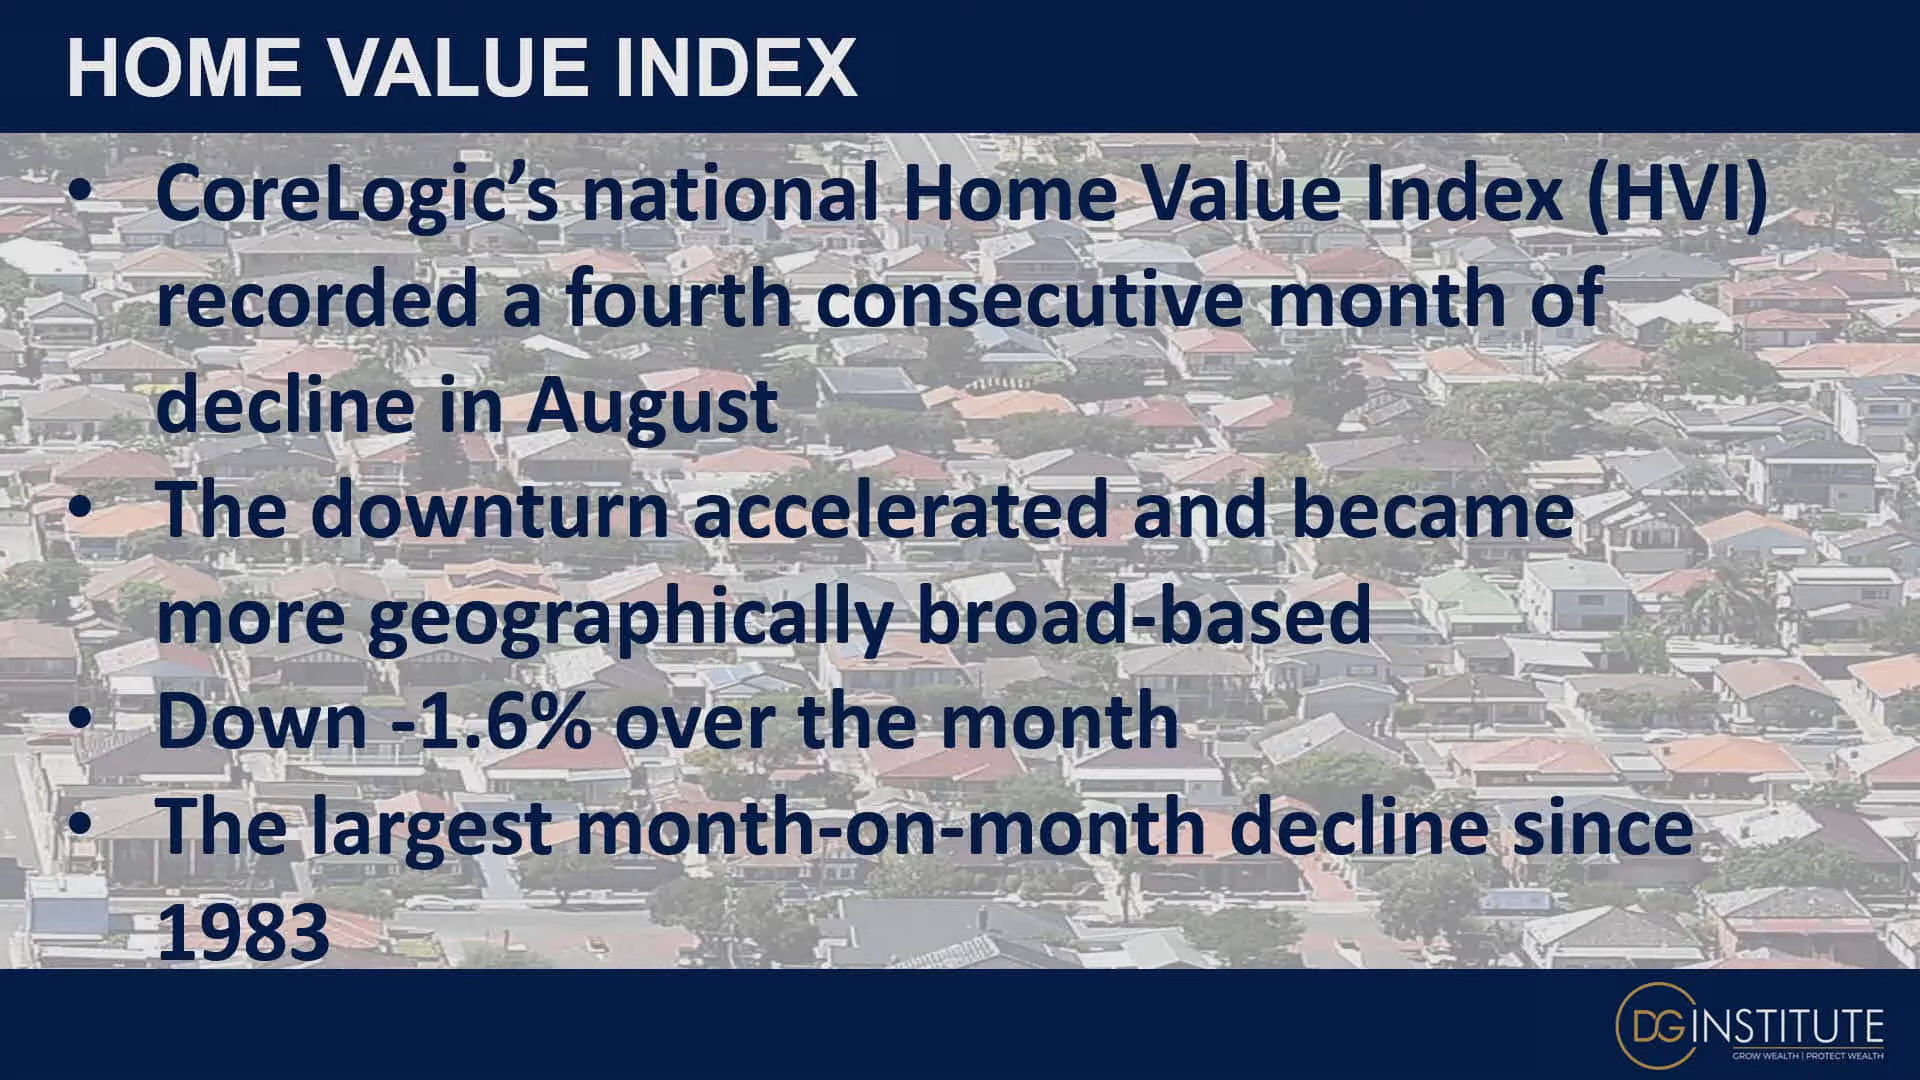 HOME VALUE INDEX
• CoreLogic’s national Home Value Index (HVI)
recorded a fourth consecutive month of
decline in August
• The downturn accelerated and became
more geographically broad-based
• Down -1.6% over the month
• The largest month-on-month decline since
1983
DG INSTITUTE
GROW WEALTH | PROTECT WEALTH